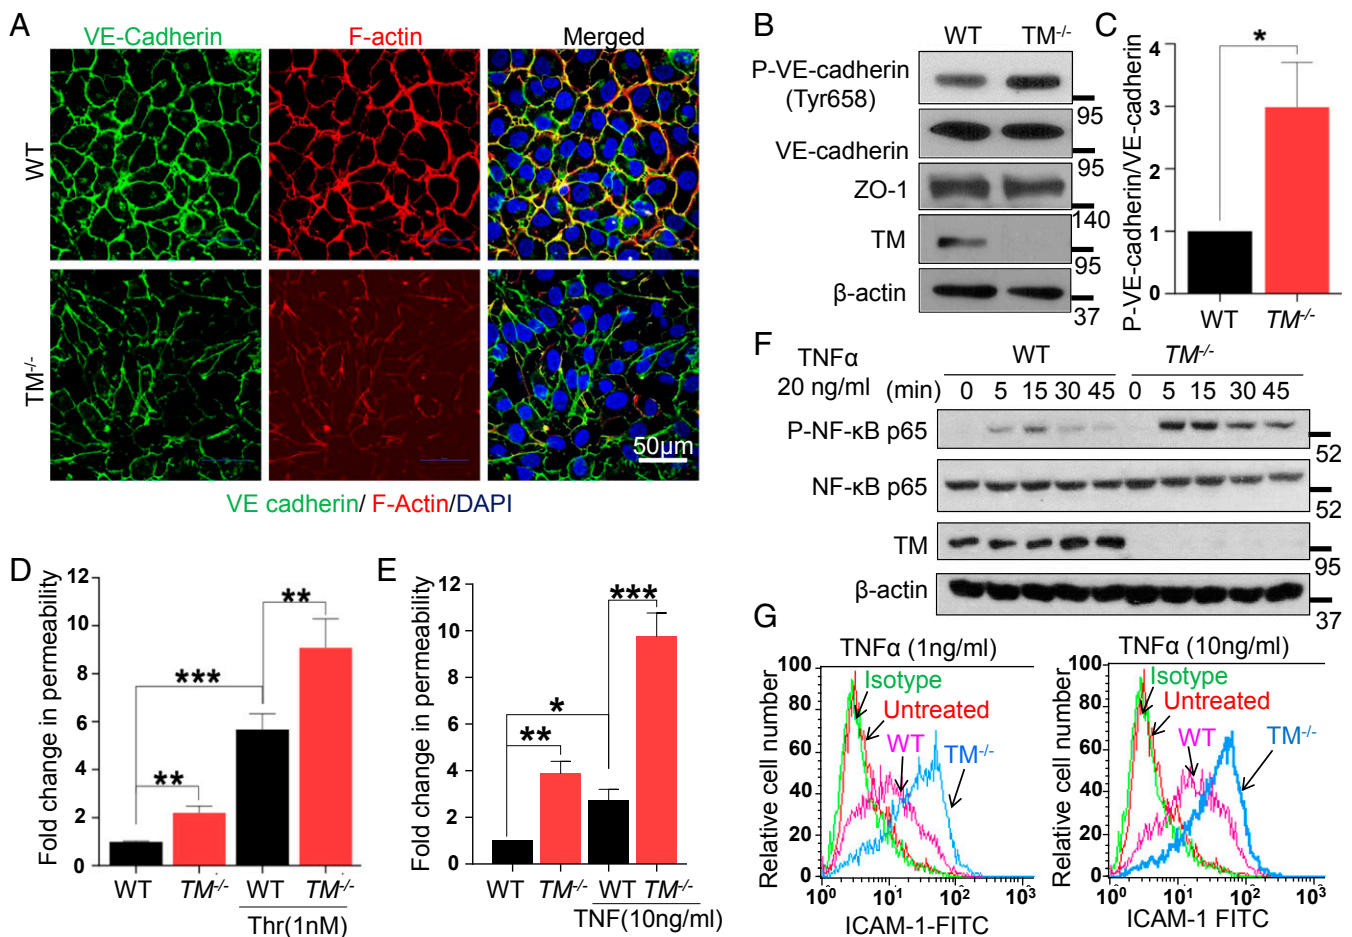 A
VE-Cadherin F-actin Merged
WT
TM-/-
50μm
VE cadherin/ F-Actin/DAPI
B
WT TM-/-
P-VE-cadherin
(Tyr658)
95
VE-cadherin
95
ZO-1
140
TM
95
β-actin
37
C
P-VE-cadherin/VE-cadherin
4
3
2
1
0
*
WT TM-/-
D
Fold change in permeability
12
10
8
6
4
2
0
**
***
**
WT TM-/- WT TM-/-
Thr(1nM)
E
Fold change in permeability
12
10
8
6
4
2
0
**
*
***
WT TM-/- WT TM-/-
TNF(10ng/ml)
F
TNFα WT TM-/-
20 ng/ml (min) 0 5 15 30 45 0 5 15 30 45
P-NF-κB p65
52
NF-κB p65
52
TM
95
β-actin
37
G
TNFα (1ng/ml)
Relative cell number
100
80
60
40
20
0
Isotype
Untreated
WT
TM-/-
10⁰ 10¹ 10² 10³
ICAM-1-FITC
TNFα (10ng/ml)
Relative cell number
100
80
60
40
20
0
Isotype
Untreated
WT
TM-/-
10⁰ 10¹ 10² 10³
ICAM-1 FITC